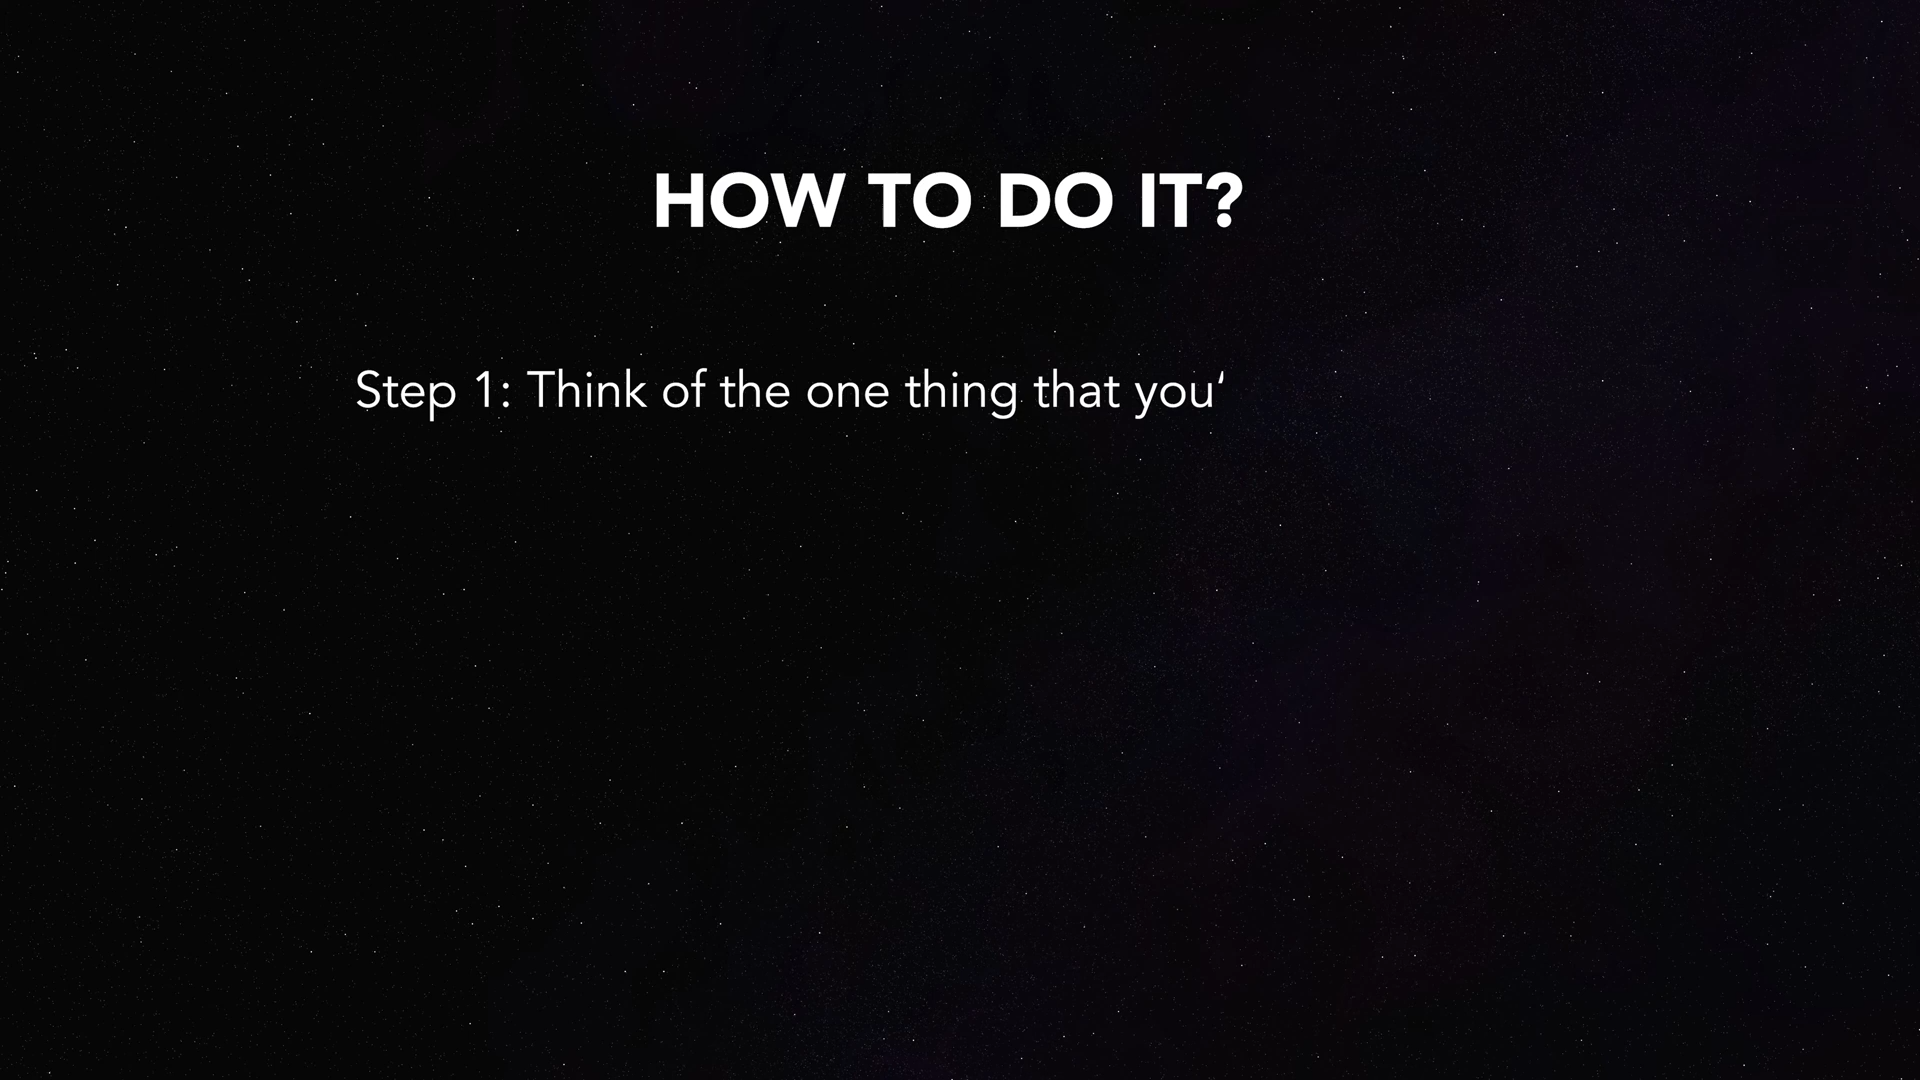 HOW TO DO IT?
Step 1: Think of the one thing that you‘